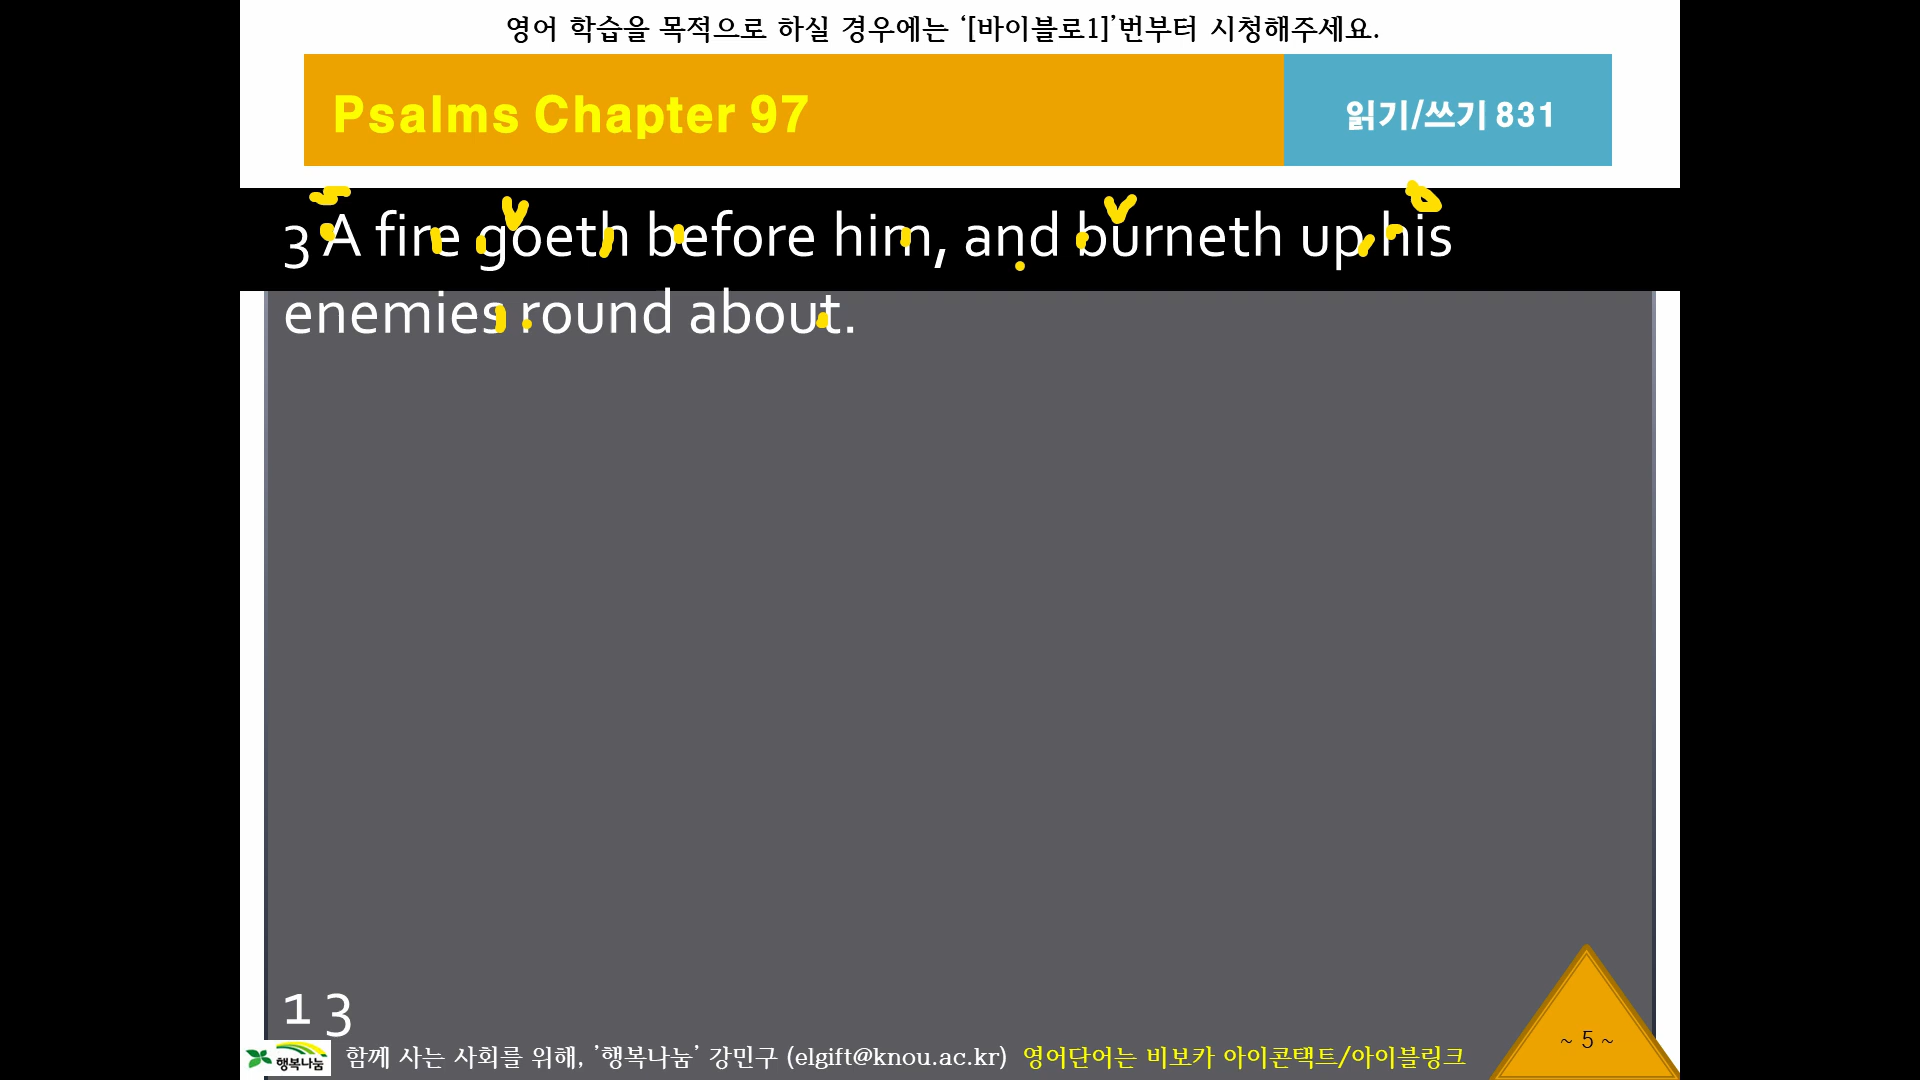 영어 학습을 목적으로 하실 경우에는 ‘[바이블로1]’번부터 시청해주세요.
Psalms Chapter 97
읽기/쓰기 831
3 A fire goeth before him, and burneth up his
enemies round about.
1 3
행복나눔
함께 사는 사회를 위해, ’행복나눔’ 강민구 (elgift@knou.ac.kr) 영어단어는 비보카 아이콘택트/아이블링크
~ 5 ~